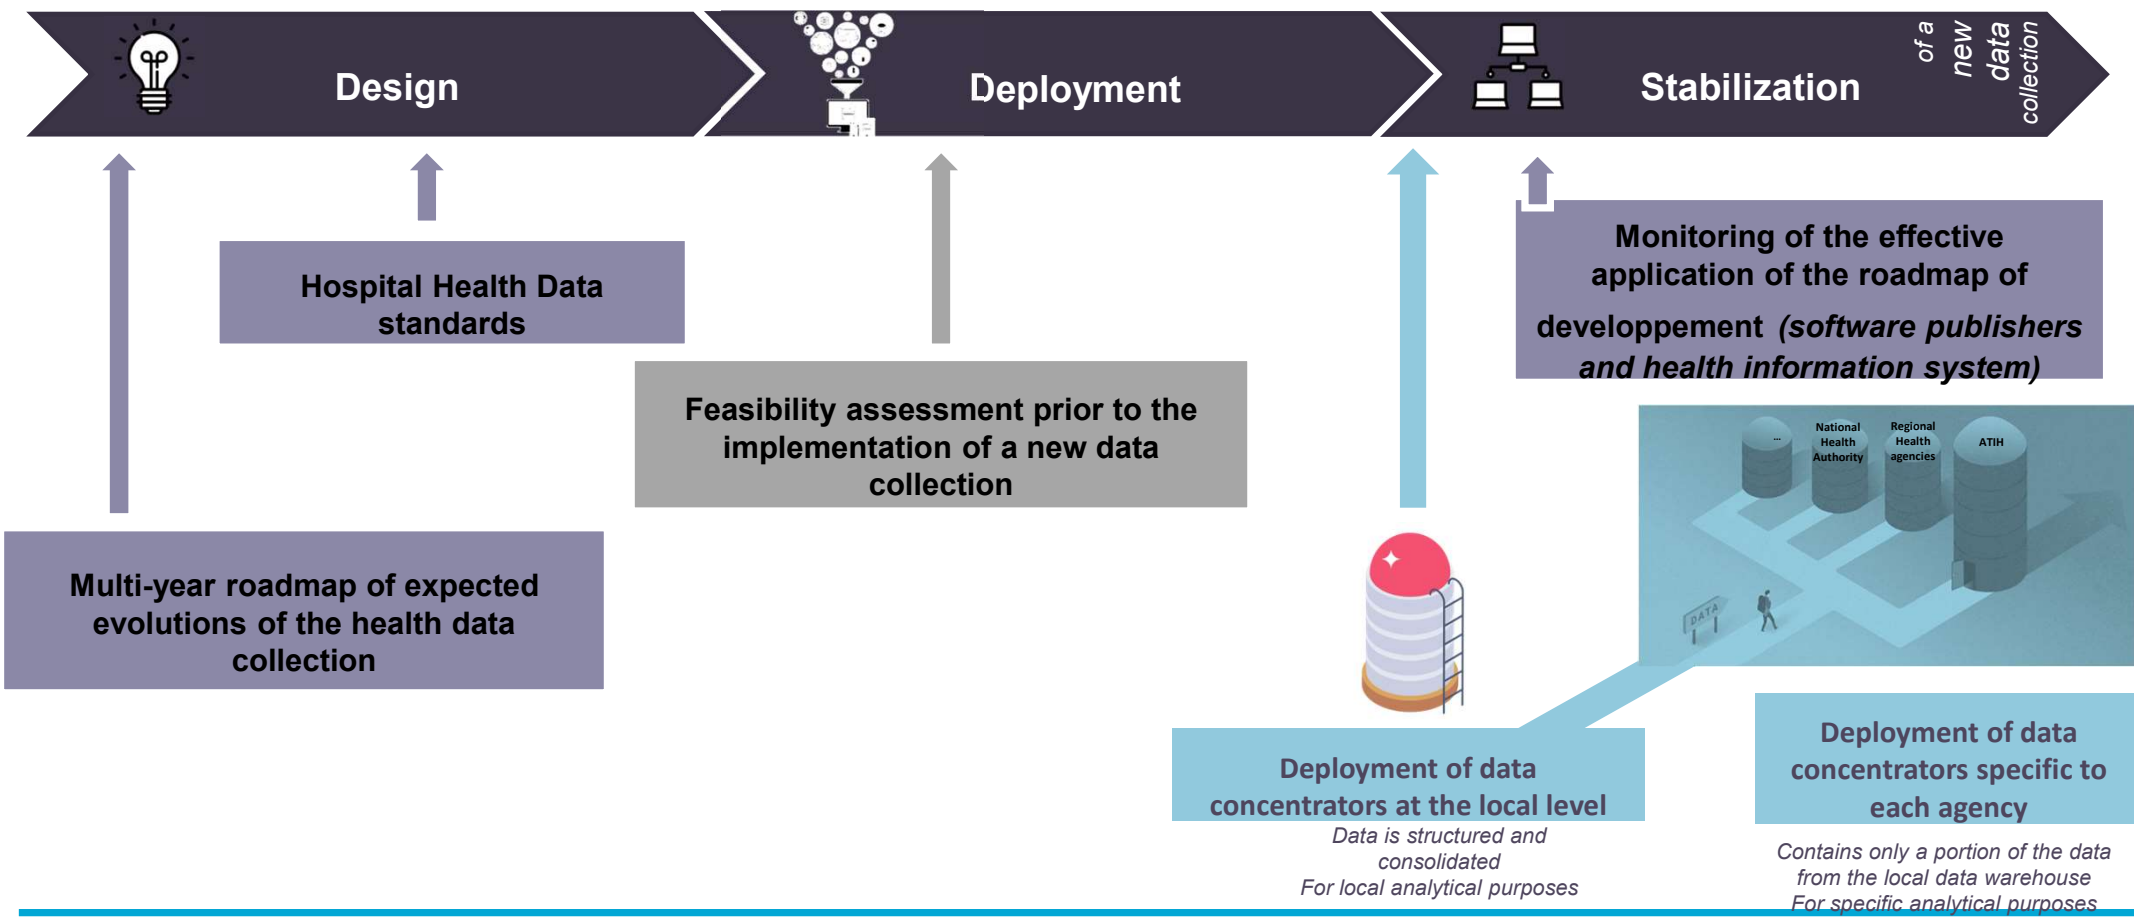 Design
Deployment
Stabilization
of a
new
data
collection
Hospital Health Data
standards
Monitoring of the effective
application of the roadmap of
developpement (software publishers
and health information system)
Feasibility assessment prior to the
implementation of a new data
collection
Multi-year roadmap of expected
evolutions of the health data
collection
...
National
Health
Authority
Regional
Health
agencies
ATIH
DATA
Deployment of data
concentrators at the local level
Data is structured and
consolidated
For local analytical purposes
Deployment of data
concentrators specific to
each agency
Contains only a portion of the data
from the local data warehouse
For specific analytical purposes